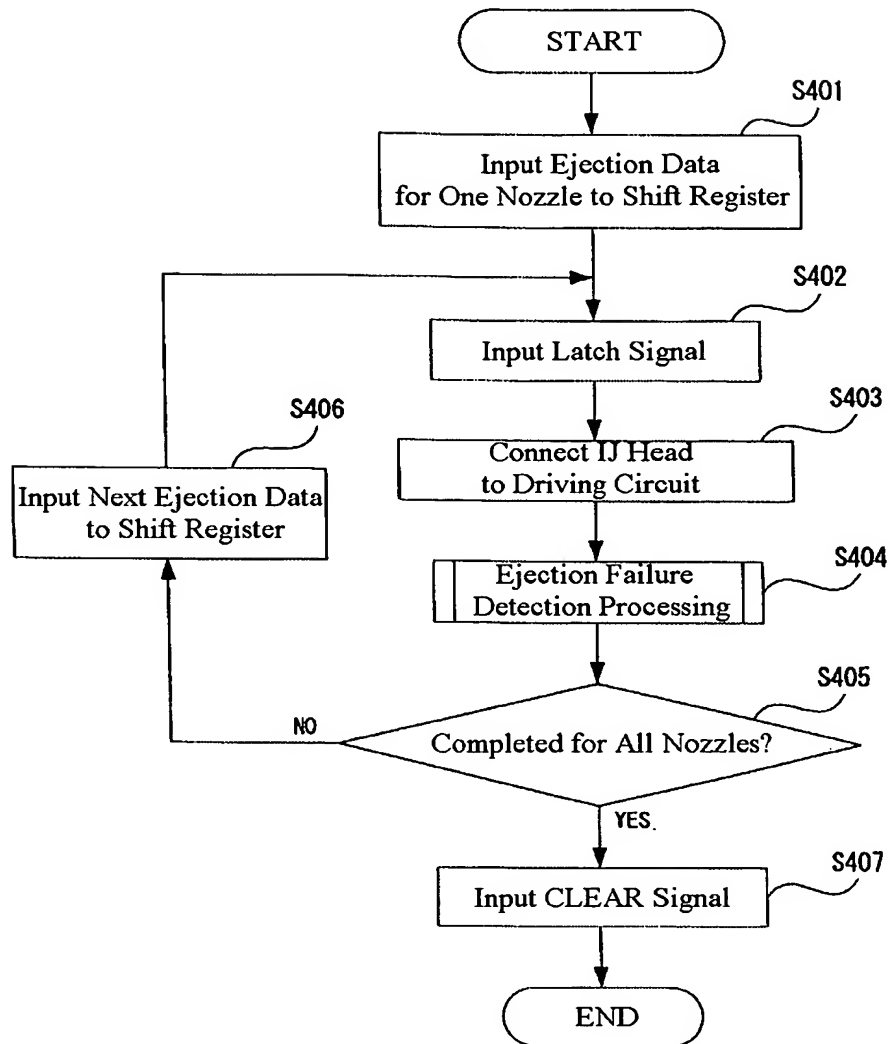 START
S401
Input Ejection Data
for One Nozzle to Shift Register
S402
Input Latch Signal
S403
Connect IJ Head
to Driving Circuit
S406
Input Next Ejection Data
to Shift Register
S404
Ejection Failure
Detection Processing
S405
NO
Completed for All Nozzles?
YES.
S407
Input CLEAR Signal
END